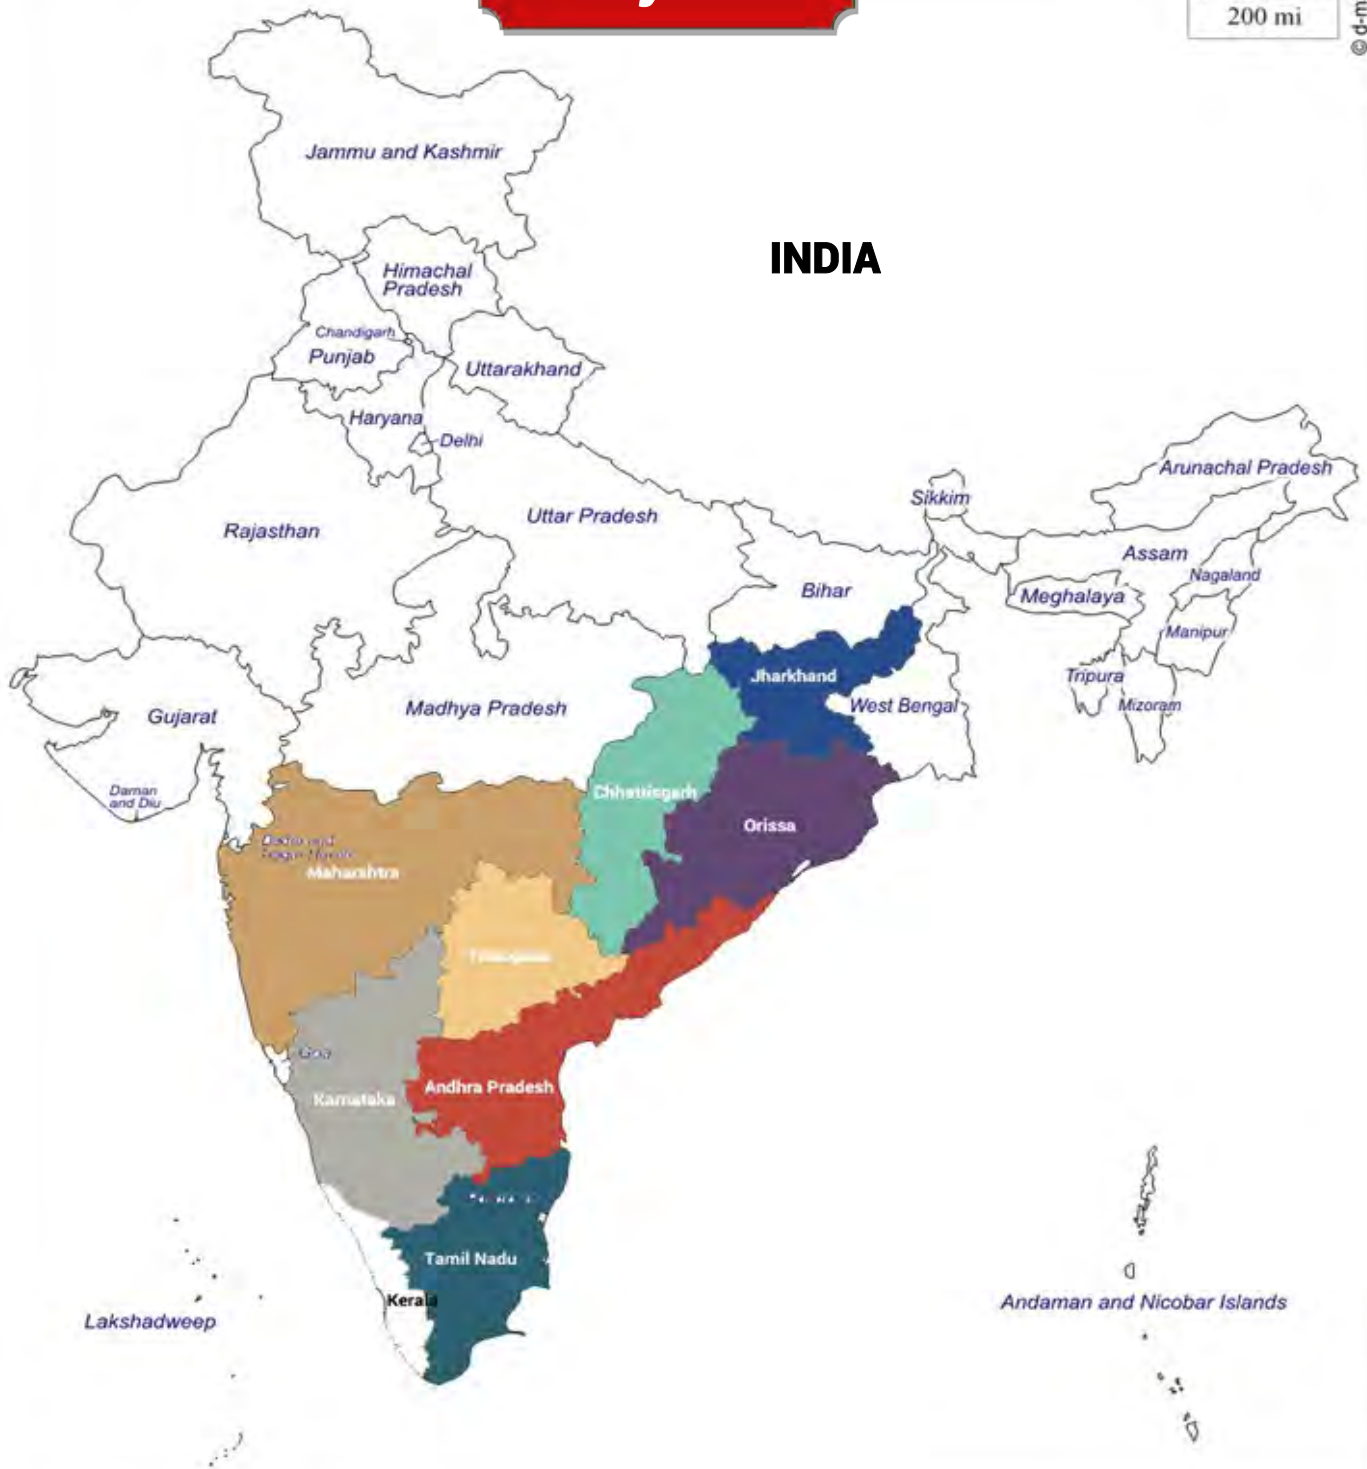 200 mi
© d-m
Jammu and Kashmir
INDIA
Himachal
Pradesh
Chandigarh
Punjab
Uttarakhand
Haryana
Delhi
Arunachal Pradesh
Sikkim
Uttar Pradesh
Rajasthan
Assam
Nagaland
Bihar
Meghalaya
Manipur
Jharkhand
Tripura
West Bengal
Mizoram
Madhya Pradesh
Gujarat
Daman
and Diu
Chhattisgarh
Orissa
Maharashtra
Goa
Andhra Pradesh
Karnataka
Tamil Nadu
Kerala
Andaman and Nicobar Islands
Lakshadweep